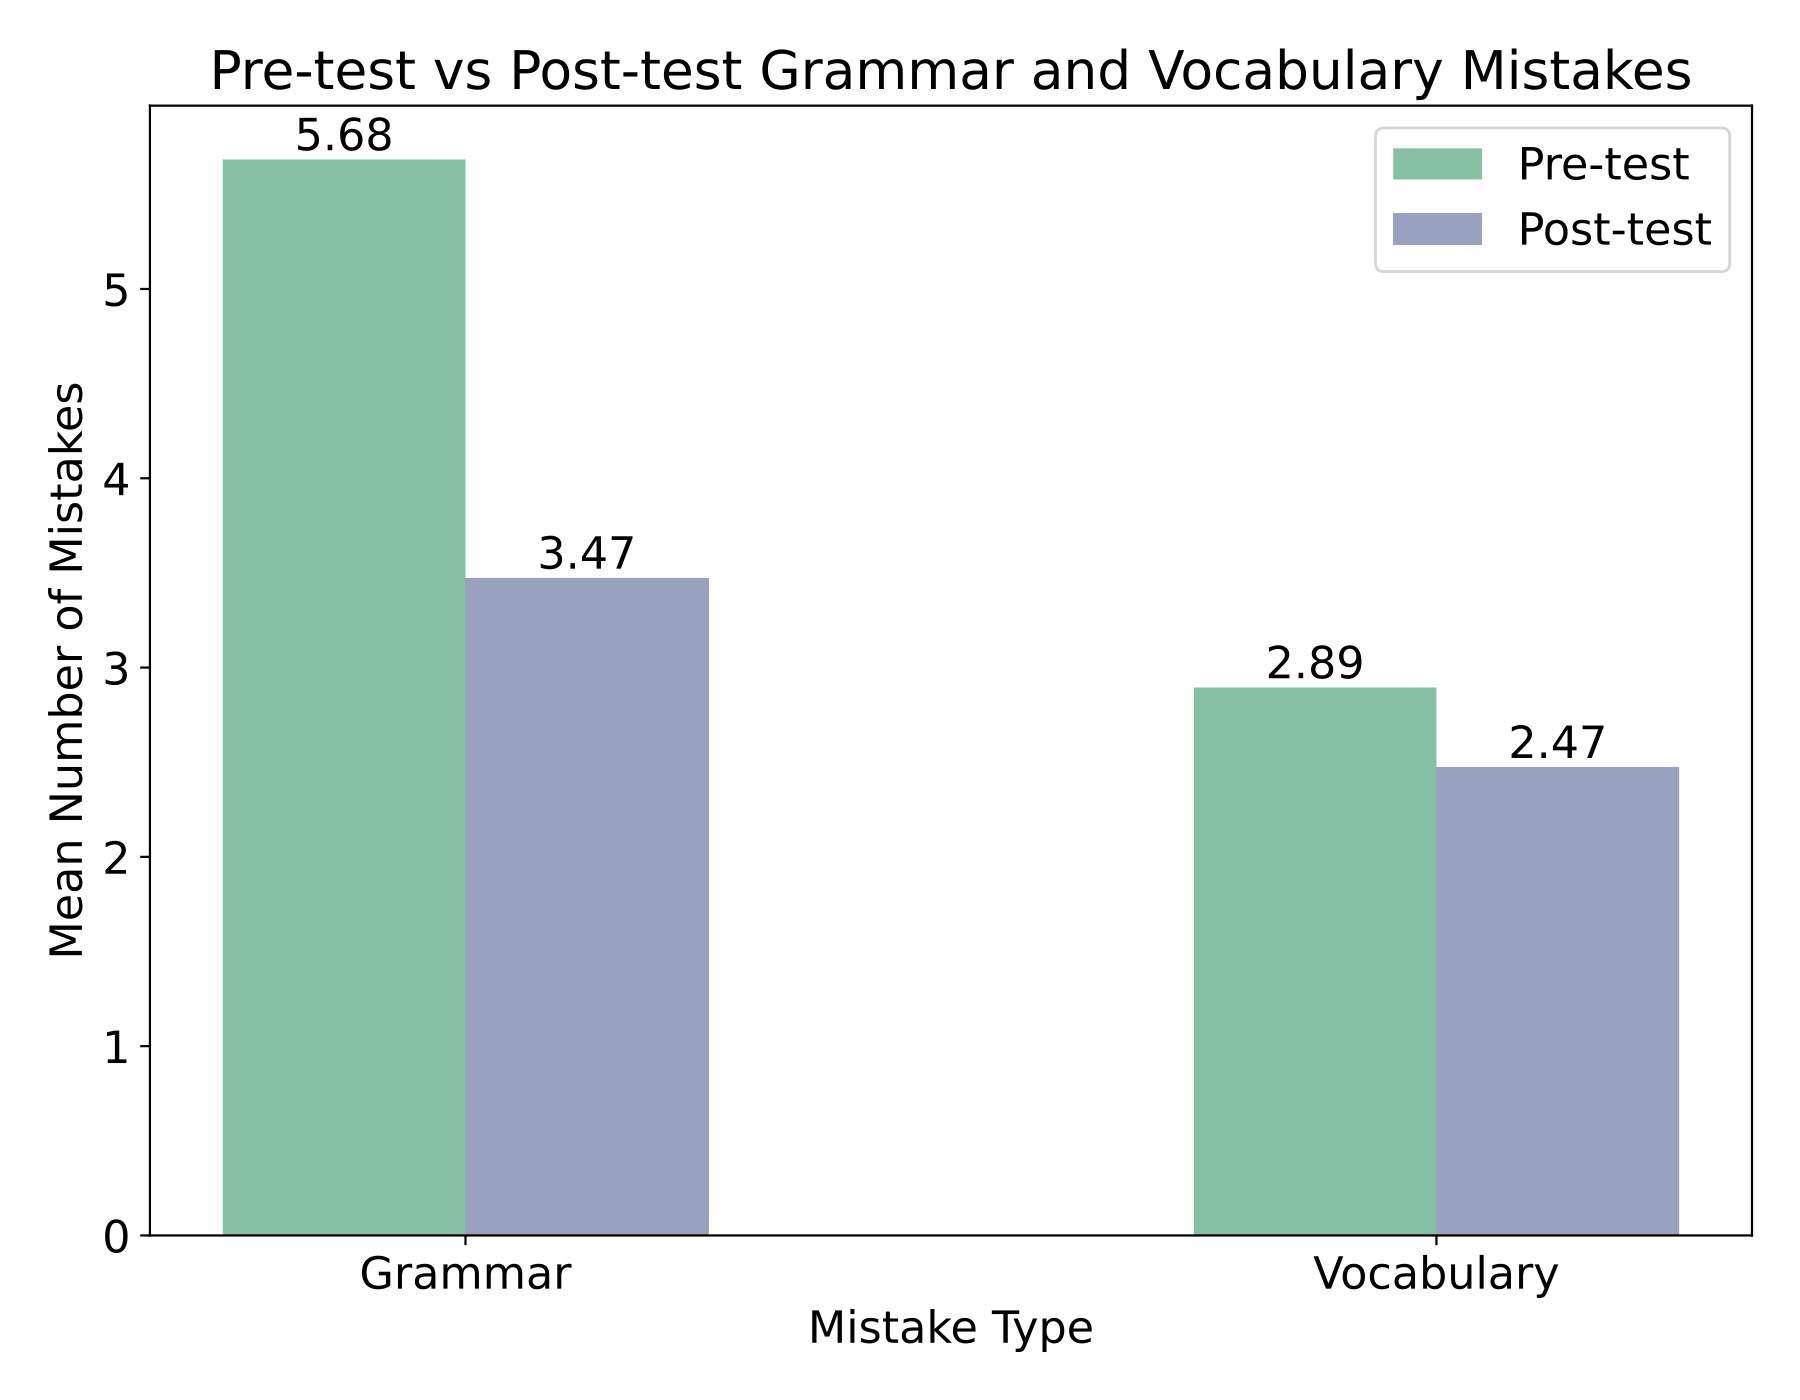 Pre-test vs Post-test Grammar and Vocabulary Mistakes
5.68
3.47
2.89
2.47
Pre-test
Post-test
5
4
3
2
1
0
Mean Number of Mistakes
Grammar
Vocabulary
Mistake Type